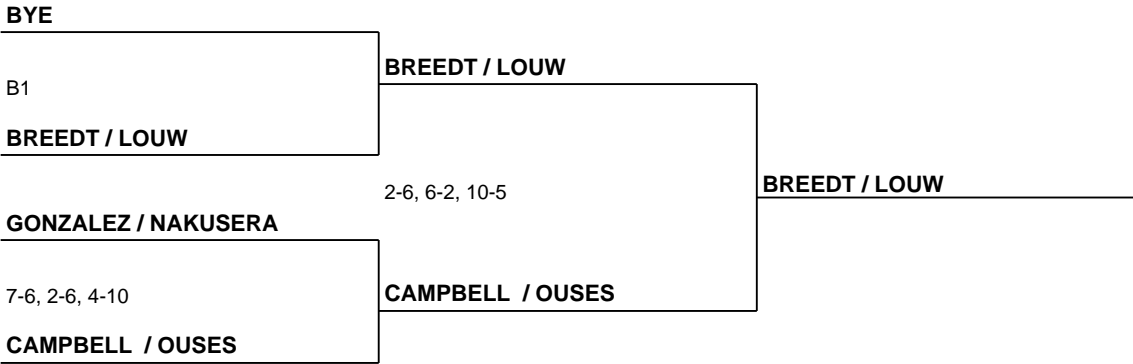 BYE
BREEDT / LOUW
B1
BREEDT / LOUW
2-6, 6-2, 10-5
BREEDT / LOUW
GONZALEZ / NAKUSERA
7-6, 2-6, 4-10
CAMPBELL / OUSES
CAMPBELL / OUSES